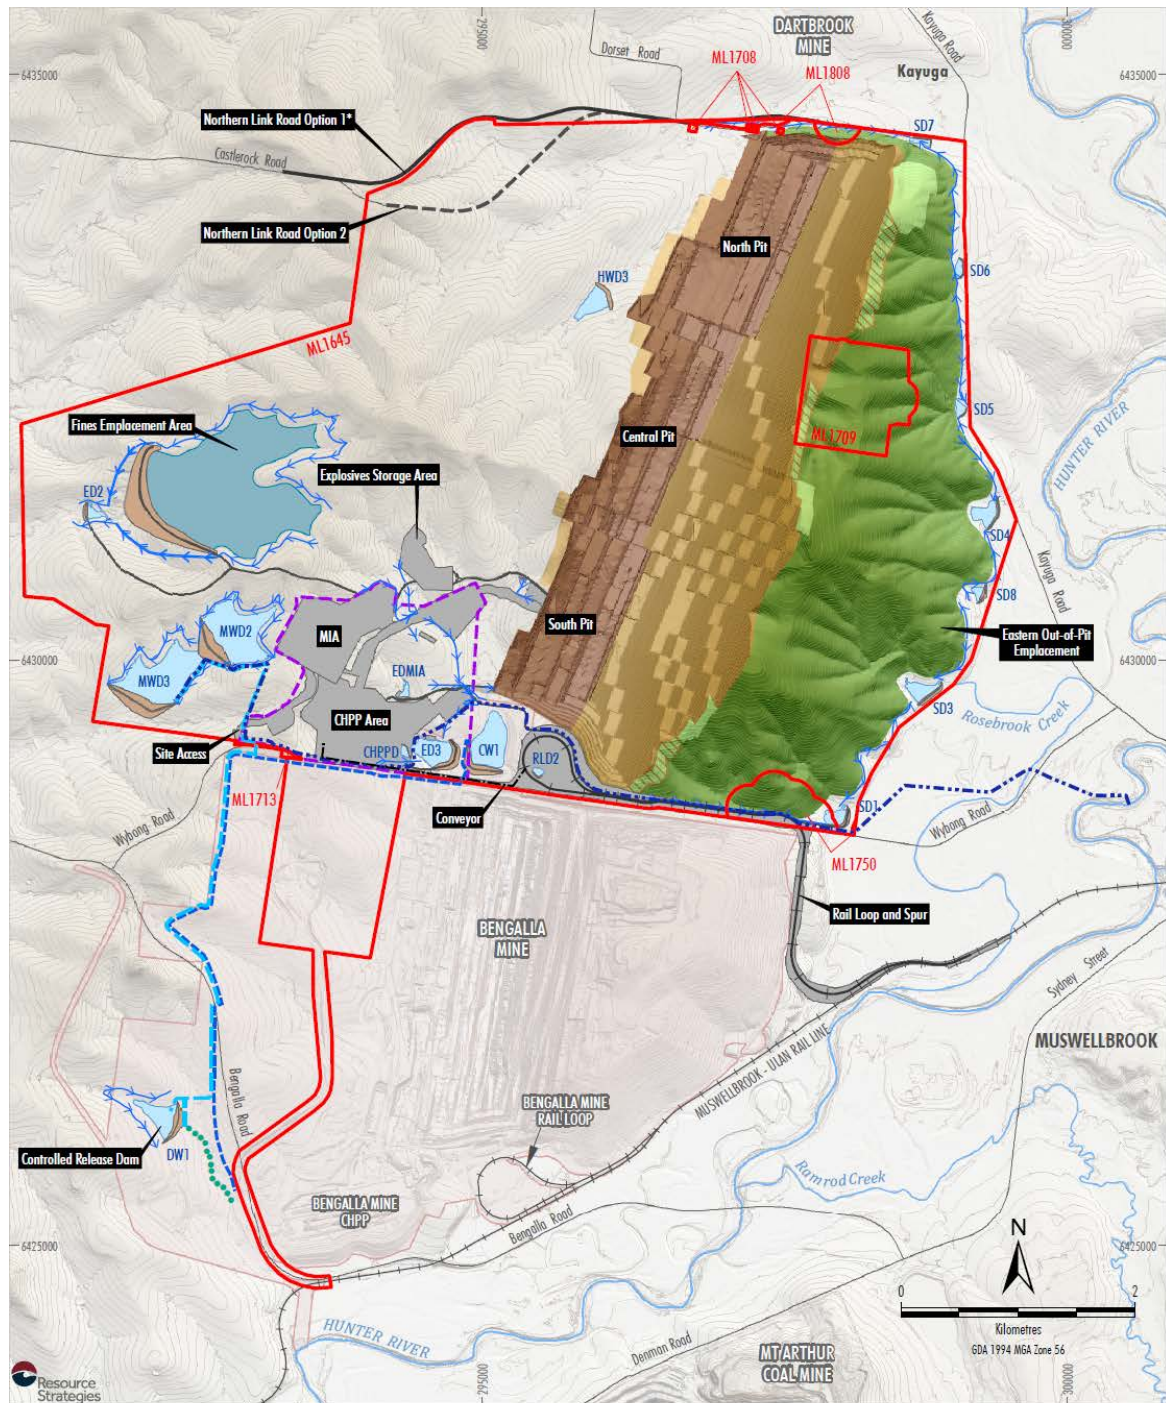 295000
300000
DARTBROOK
MINE
Kayuga Road
Dorset Road
ML1708
ML1808
Kayuga
6435000
6435000
Northern Link Road Option 1*
SD7
Castlerock Road
Northern Link Road Option 2
North Pit
HWD3
SD6
ML1645
HUNTER RIVER
Fines Emplacement Area
Central Pit
ML1709
SD5
Explosives Storage Area
ED2
SD4
Kayuga Road
SD8
MWD2
MIA
South Pit
Eastern Out-of-Pit
Emplacement
6430000
6430000
MWD3
EDMIA
SD3
Rosebrook Creek
CHPP Area
Site Access
CHPPD
ED3
CW1
RLD2
ML1713
Conveyor
SD1
Wybong Road
Wybong Road
ML1750
BENGALLA
MINE
Rail Loop and Spur
Sydney Street
MUSWELLBROOK
MUSWELLBROOK - ULAN RAIL LINE
Bengalla Road
BENGALLA MINE
RAIL LOOP
DW1
Controlled Release Dam
Ramrod Creek
BENGALLA MINE
CHPP
Bengalla Road
N
6425000
6425000
0
2
Kilometres
GDA 1994 MGA Zone 56
HUNTER RIVER
Denman Road
MT ARTHUR
COAL MINE
Resource
Strategies
295000
300000